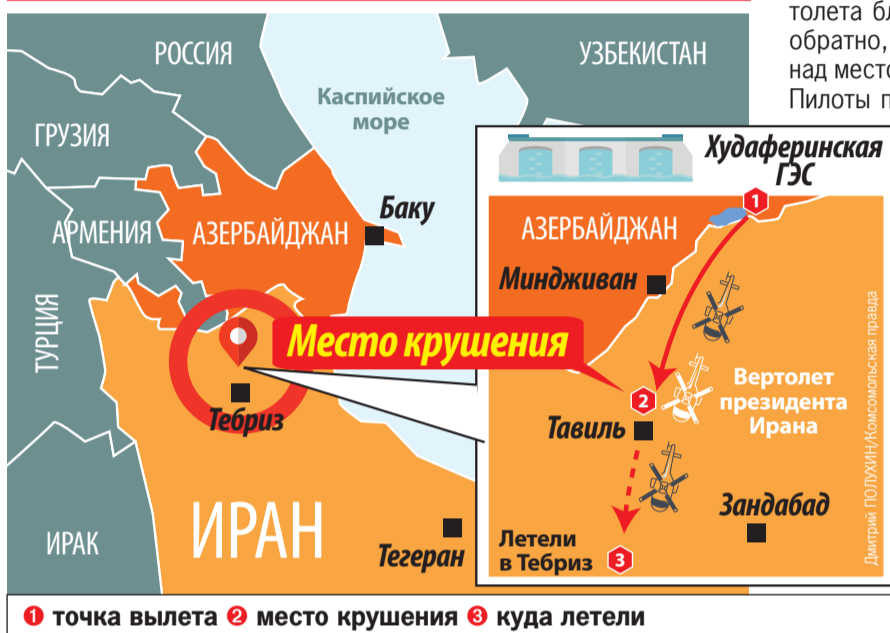 толета бл
обратно,
над место
Пилоты п
РОССИЯ
УЗБЕКИСТАН
Каспийское
море
ГРУЗИЯ
АРМЕНИЯ
АЗЕРБАЙДЖАН
Баку
ТУРЦИЯ
Место крушения
Тебриз
ИРАН
ИРАК
Тегеран
Худаферинская
ГЭС
1
АЗЕРБАЙДЖАН
Миндживан
2
Вертолет
президента
Ирана
Тавиль
Зандабад
Летели
в Тебриз
3
Дмитрий ПОЛУХИН/Комсомольская правда
1 точка вылета 2 место крушения 3 куда летели